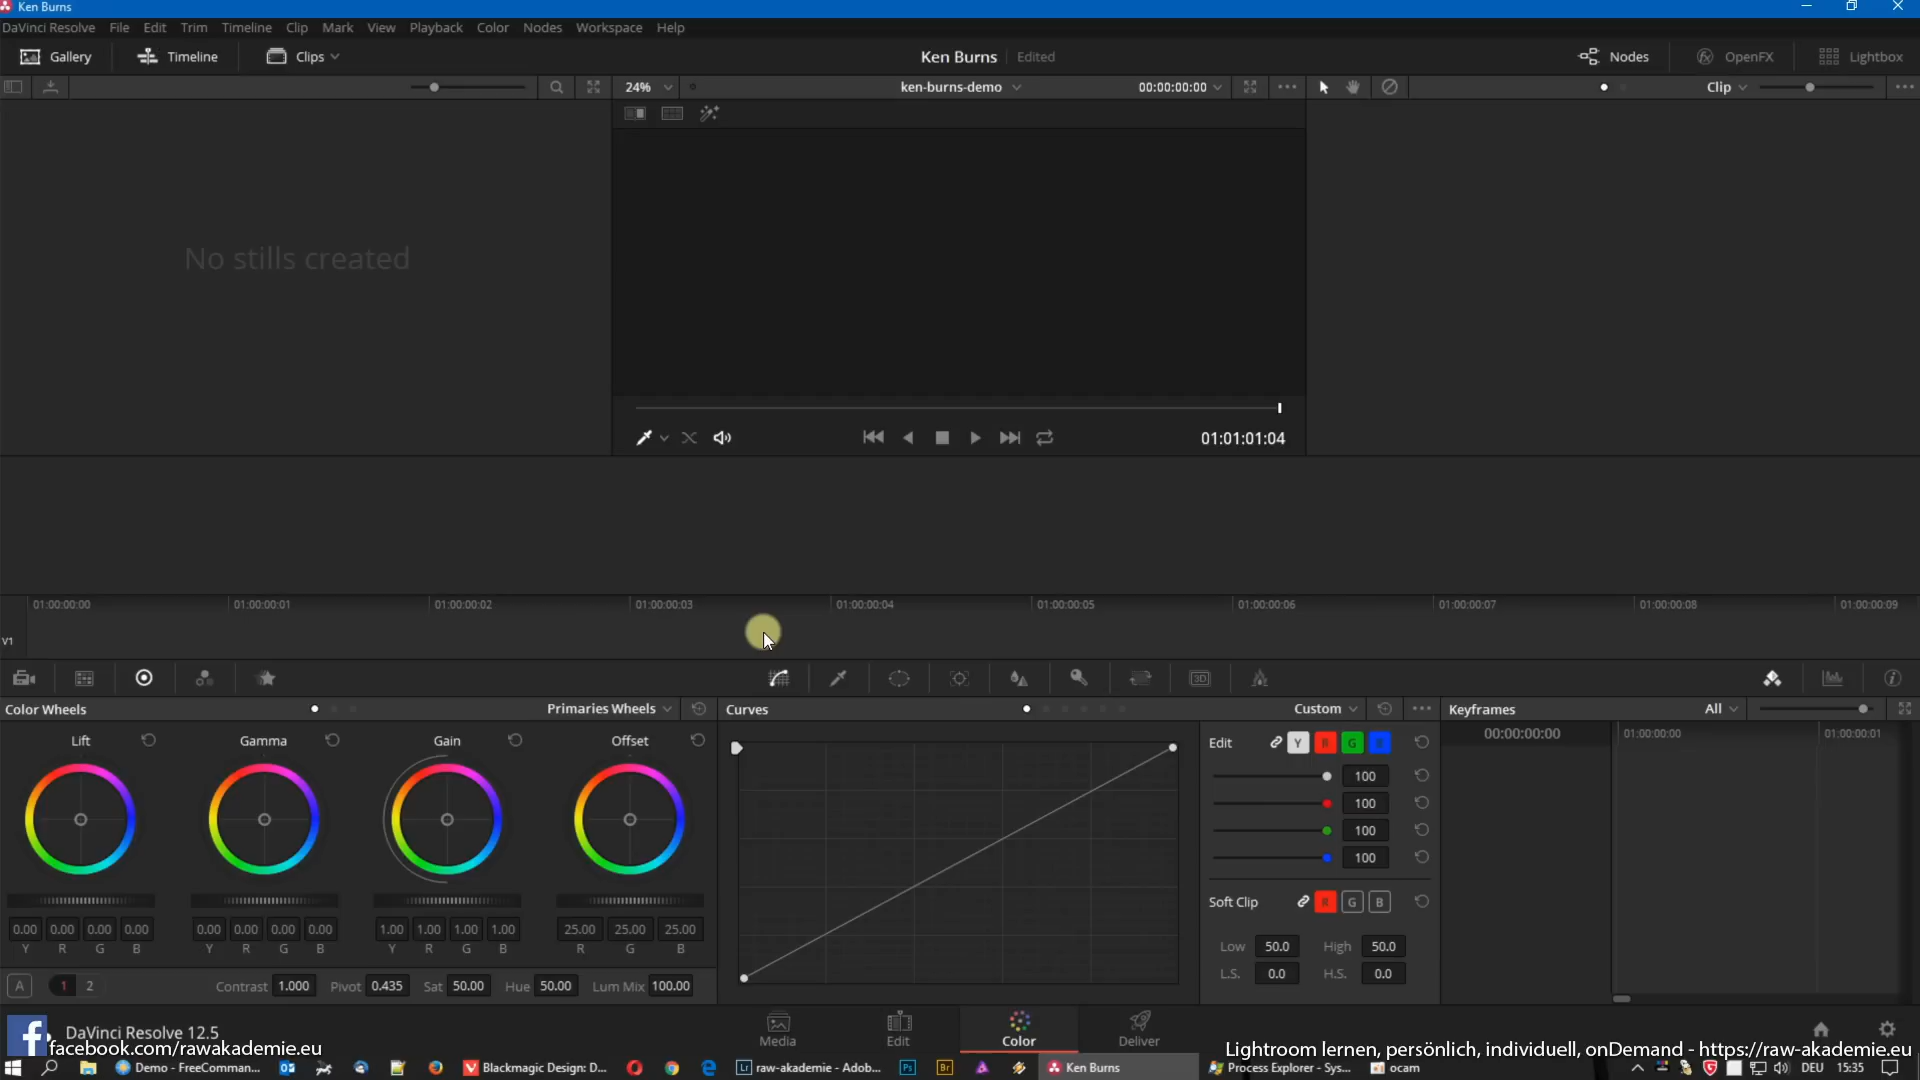 Ken Burns
DaVinci Resolve File Edit Trim Timeline Clip Mark View Playback Color Nodes Workspace Help
Gallery Timeline Clips Ken Burns Edited Nodes OpenFX Lightbox
24% ken-burns-demo 00:00:00:00 Clip
No stills created
01:01:01:04
01:00:00:00 01:00:00:01 01:00:00:02 01:00:00:03 01:00:00:04 01:00:00:05 01:00:00:06 01:00:00:07 01:00:00:08 01:00:00:09
V1
3D
Color Wheels Primaries Wheels Curves Custom Keyframes All
Lift Gamma Gain Offset Edit Y R G B 00:00:00:00 01:00:00:00 01:00:00:01
100
100
100
100
Soft Clip R G B
0.00 0.00 0.00 0.00 0.00 0.00 0.00 0.00 1.00 1.00 1.00 1.00 25.00 25.00 25.00
Y R G B Y R G B Y R G B R G B
Low 50.0 High 50.0
L.S. 0.0 H.S. 0.0
A 1 2 Contrast 1.000 Pivot 0.435 Sat 50.00 Hue 50.00 Lum Mix 100.00
DaVinci Resolve 12.5 Media Edit Color Deliver
facebook.com/rawakademie.eu Lightroom lernen, persönlich, individuell, onDemand - https://raw-akademie.eu
Demo - FreeComman... Blackmagic Design: D... Lr raw-akademie - Adob... Ps Br Ken Burns Process Explorer - Sys... ocam DEU 15:35